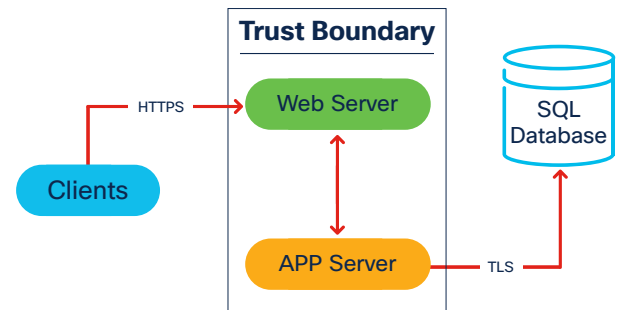 Trust Boundary
Web Server
HTTPS
SQL
Database
Clients
APP Server
TLS